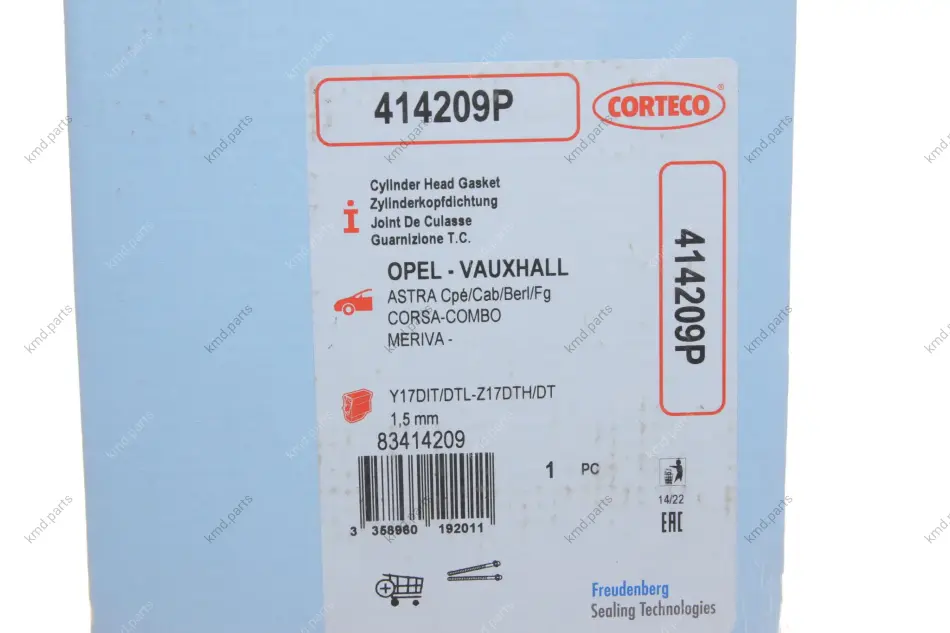 414209P
CORTECO®
Cylinder Head Gasket
Zylinderkopfdichtung
i
Joint De Culasse
Guarnizione T.C.
414209P
OPEL - VAUXHALL
ASTRA Cpé/Cab/Berl/Fg
CORSA-COMBO
MERIVA -
Y17DIT/DTL-Z17DTH/DT
1,5 mm
83414209
1 PC
14/22
EAC
3 358960 192011
Freudenberg
Sealing Technologies
kmd.parts